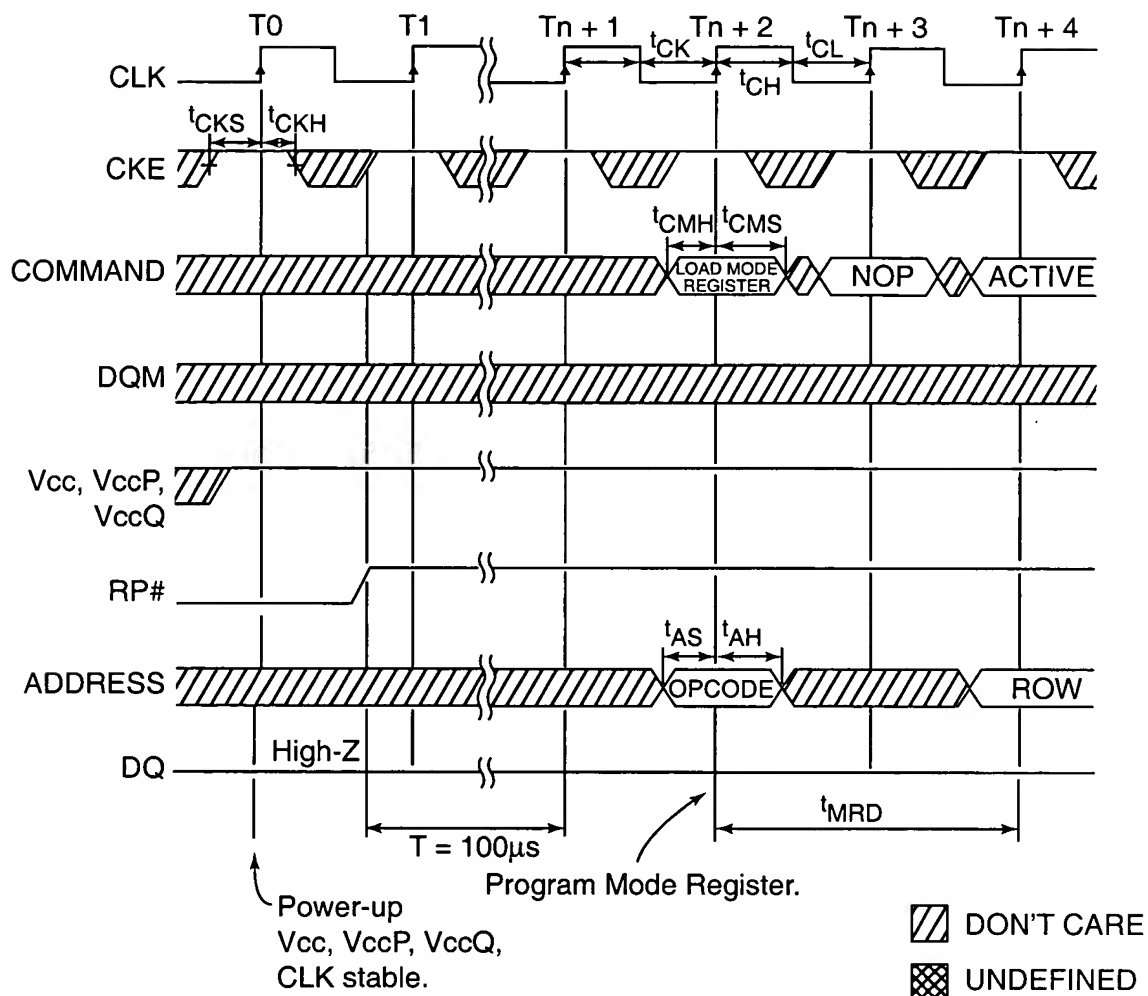 T0 T1 Tn + 1 Tn + 2 Tn + 3 Tn + 4
tCK tCL
CLK
tCH
tCKS tCKH
CKE
tCMH tCMS
COMMAND LOAD MODE REGISTER NOP ACTIVE
DQM
Vcc, VccP,
VccQ
RP#
tAS tAH
ADDRESS OPCODE ROW
High-Z
DQ
tMRD
T = 100µs
Program Mode Register.
Power-up
Vcc, VccP, VccQ,
CLK stable.
DON'T CARE
UNDEFINED